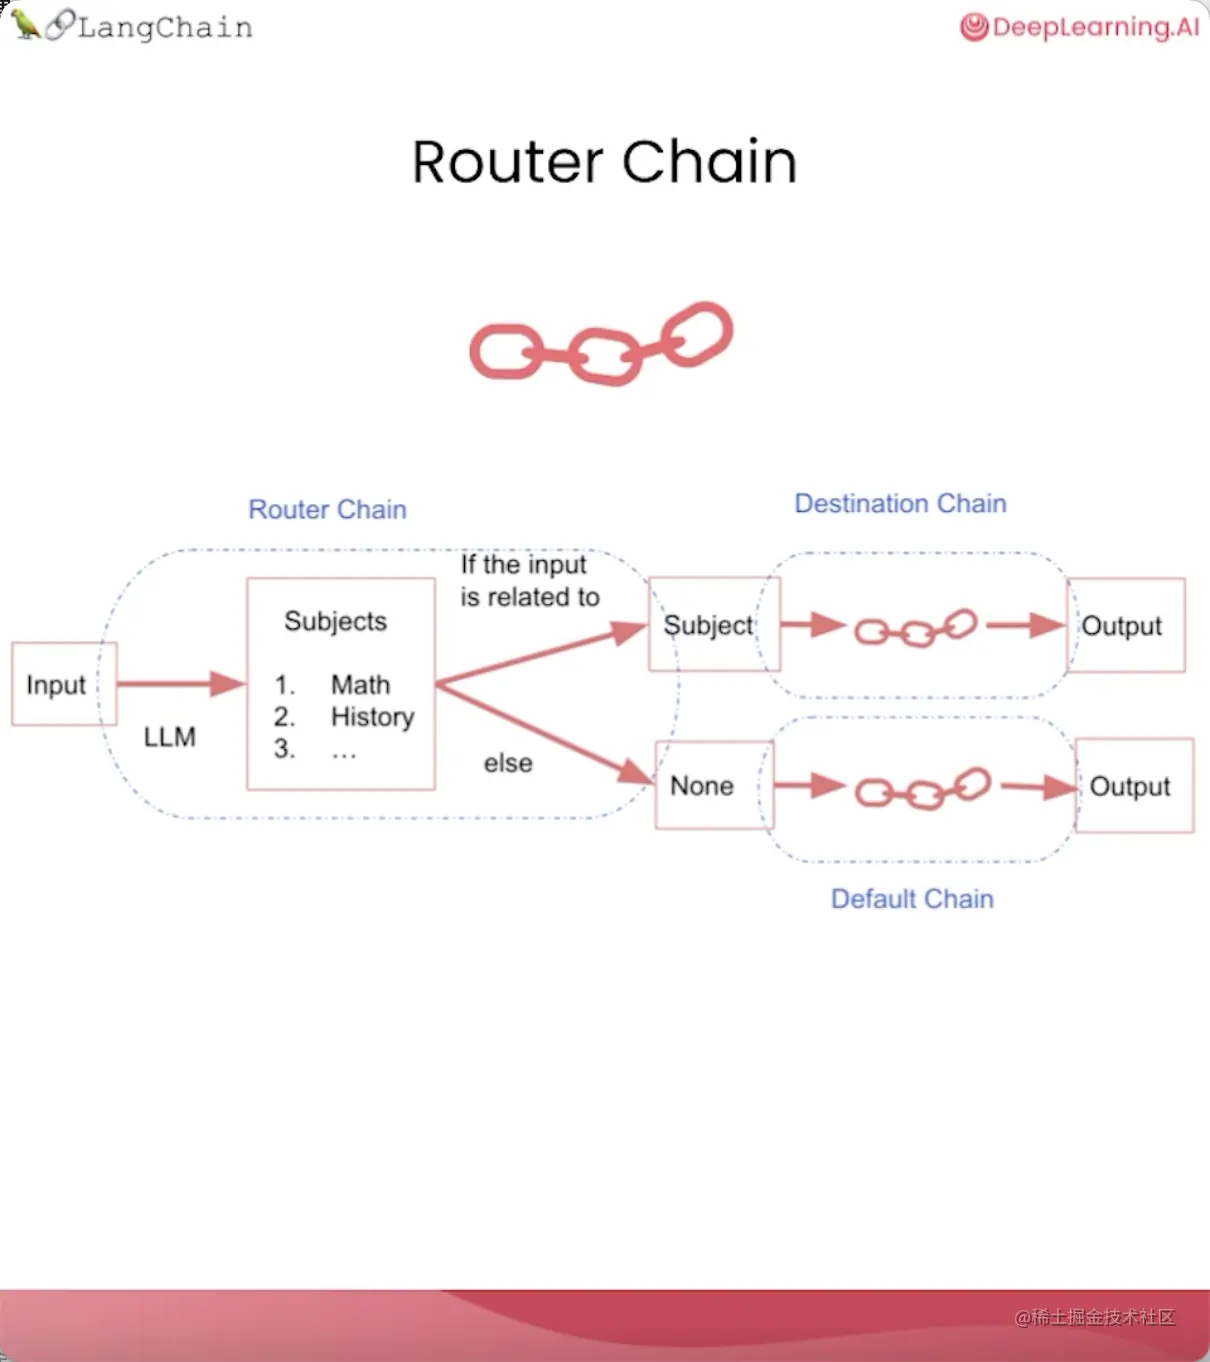 LangChain
DeepLearning.AI
Router Chain
Router Chain
Destination Chain
If the input
is related to
Subjects
1. Math
2. History
3. ...
Input
LLM
else
Subject
Output
None
Output
Default Chain
@稀土掘金技术社区